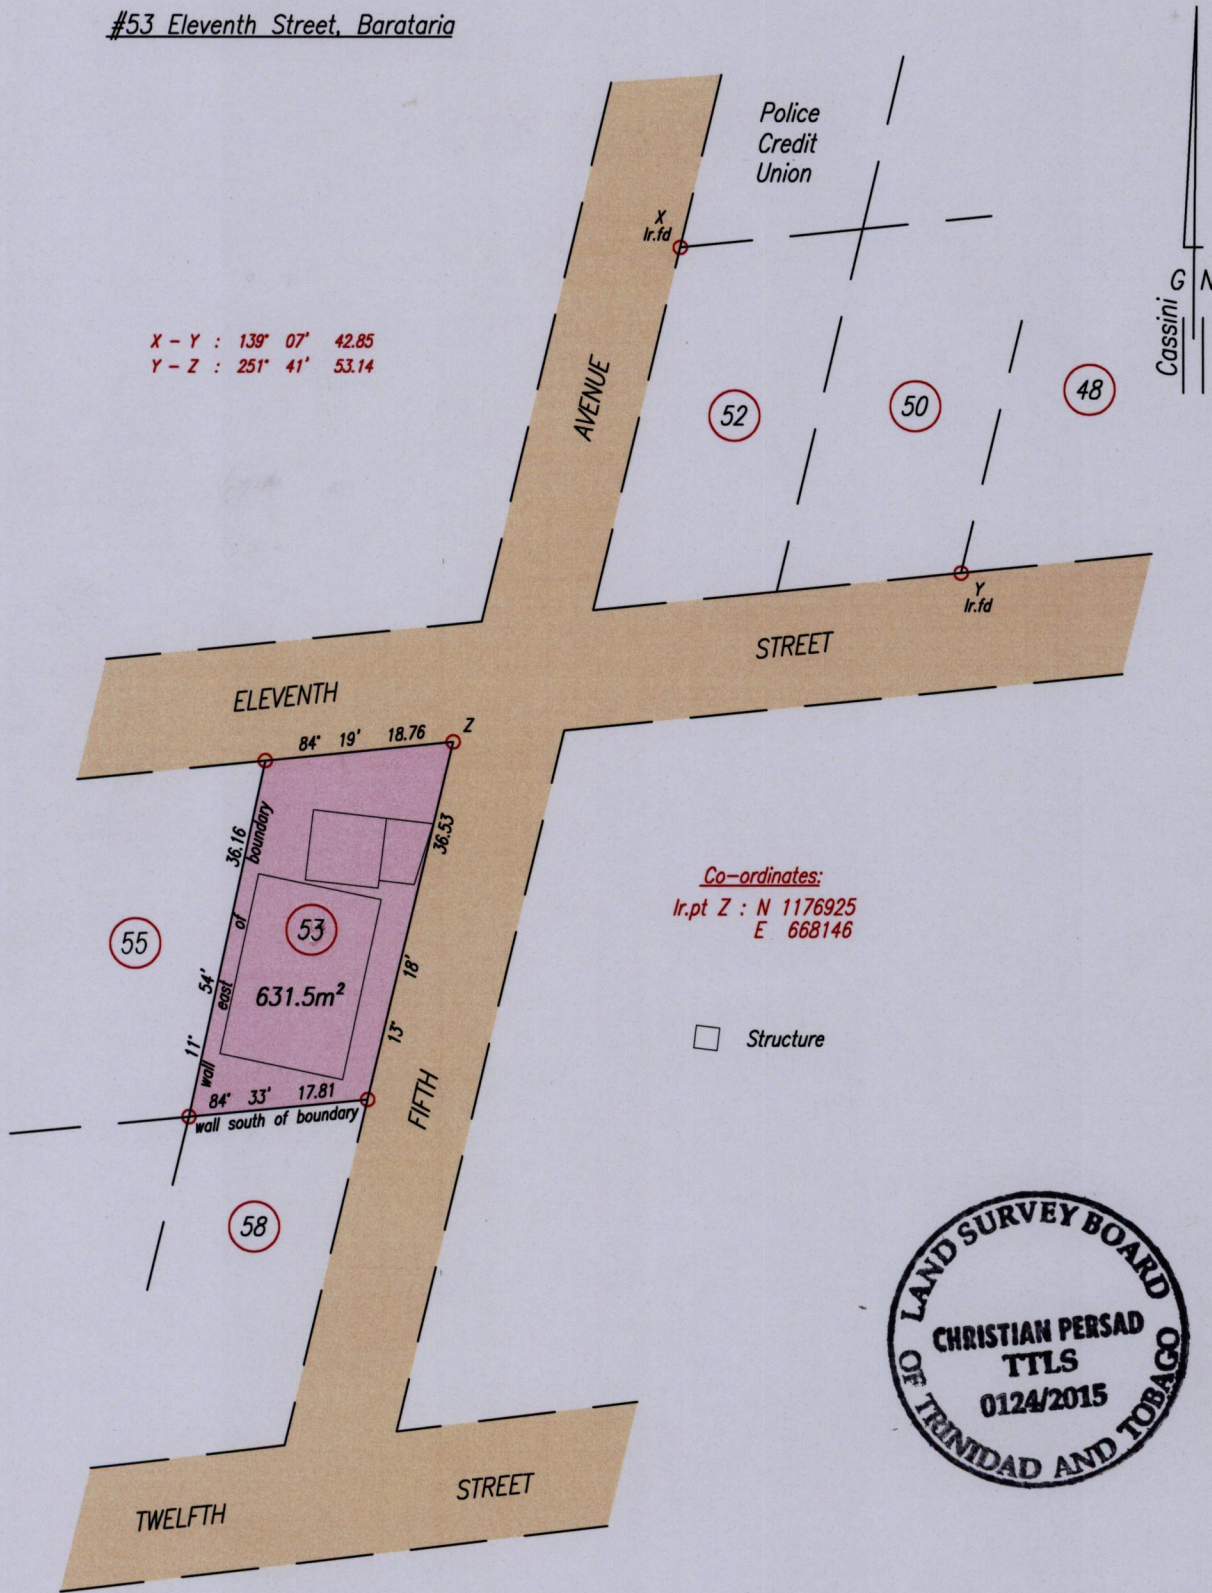 #53 Eleventh Street, Barataria
Police
Credit
Union
X
Ir.fd
G N
Cassini
X - Y : 139° 07' 42.85
Y - Z : 251° 41' 53.14
AVENUE
52
50
48
Y
Ir.fd
STREET
ELEVENTH
84° 19' 18.76
Z
36.16
boundary
36.53
of
53
55
54'
east
631.5m²
18'
11°
wall
13°
84° 33' 17.81
wall south of boundary
FIFTH
Co-ordinates:
Ir.pt Z : N 1176925
E 668146
Structure
58
LAND SURVEY BOARD
CHRISTIAN PERSAD
TTLS
0124/2015
OF TRINIDAD AND TOBAGO
STREET
TWELFTH